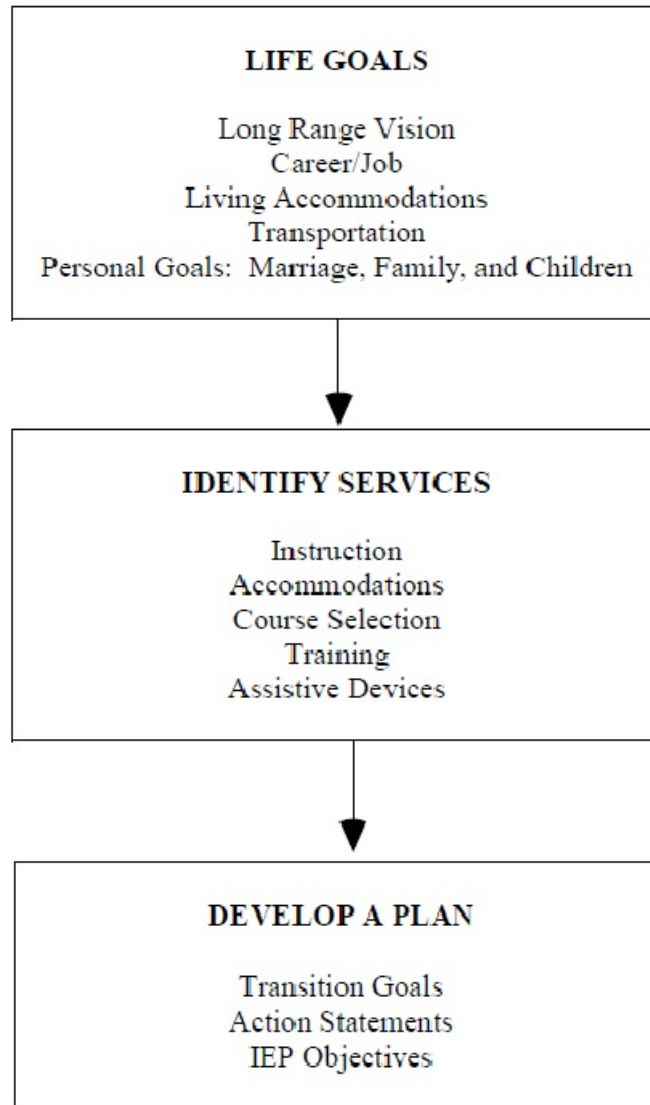 LIFE GOALS
Long Range Vision
Career/Job
Living Accommodations
Transportation
Personal Goals: Marriage, Family, and Children
IDENTIFY SERVICES
Instruction
Accommodations
Course Selection
Training
Assistive Devices
DEVELOP A PLAN
Transition Goals
Action Statements
IEP Objectives